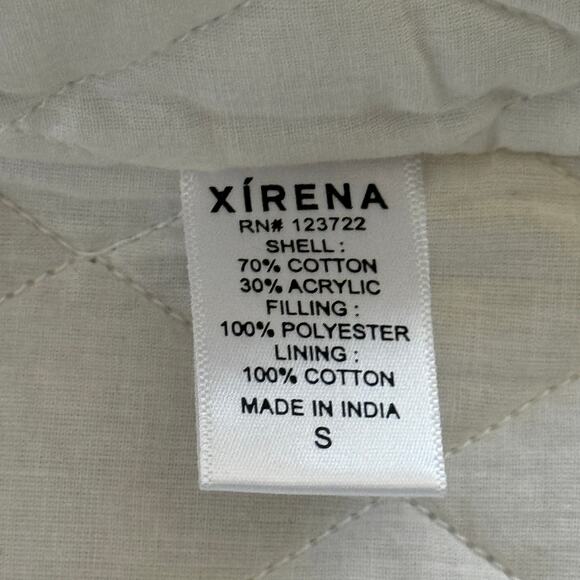 XÍRENA
RN# 123722
SHELL :
70% COTTON
30% ACRYLIC
FILLING :
100% POLYESTER
LINING :
100% COTTON
MADE IN INDIA
S